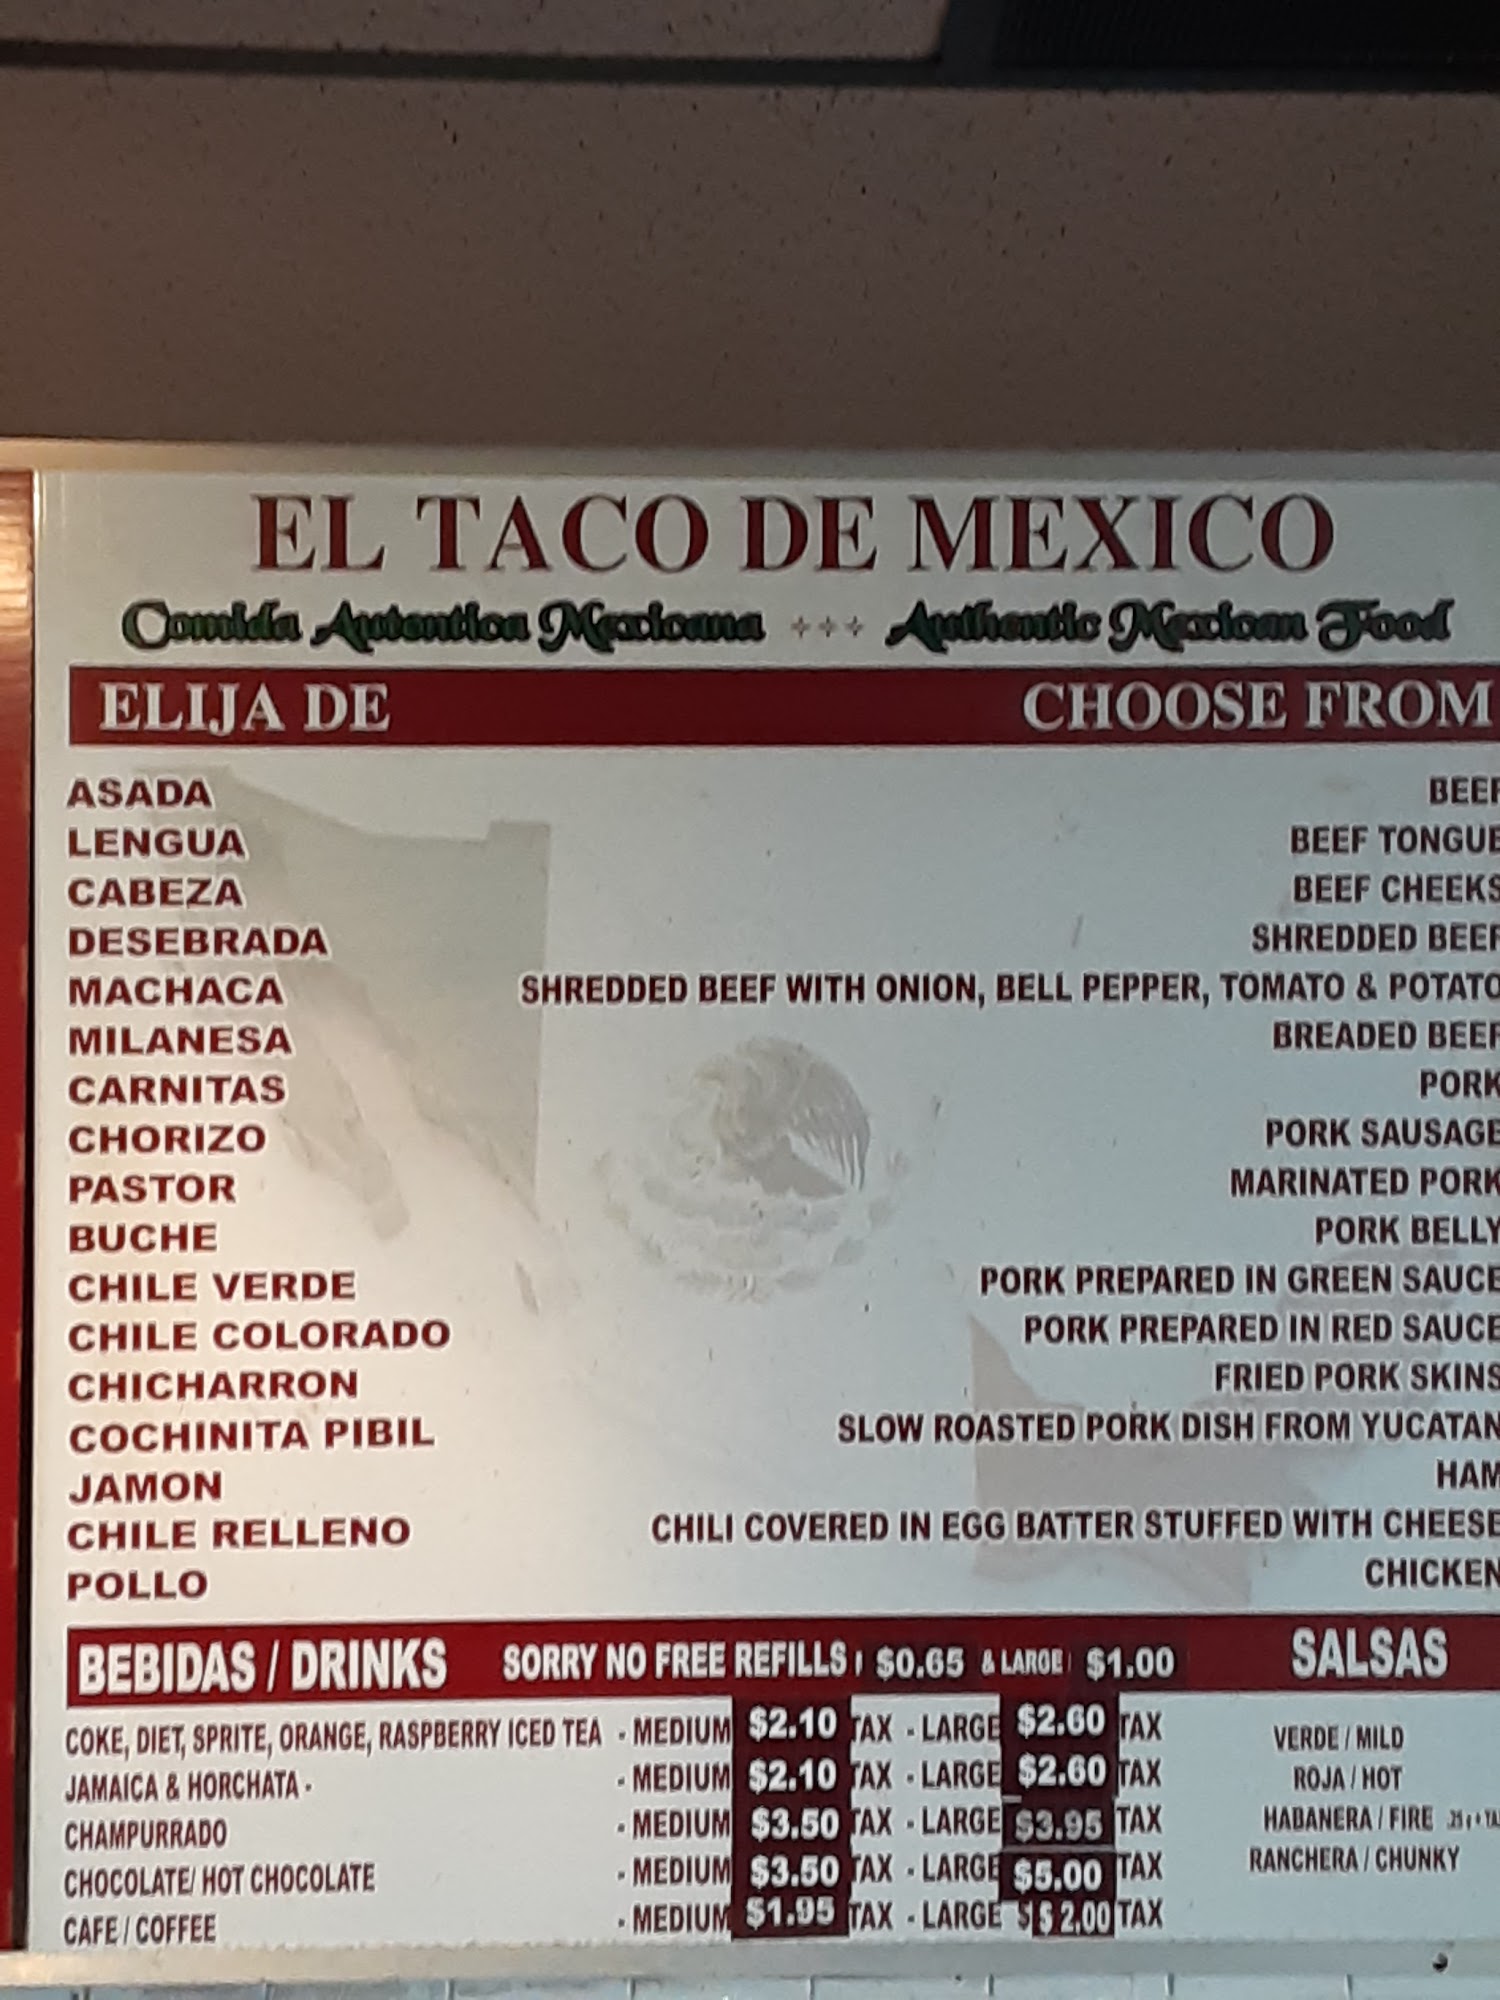 EL TACO DE MEXICO
Comida Autentica Mexicana +++ Authentic Mexican Food
ELIJA DE CHOOSE FROM
ASADA BEEF
LENGUA BEEF TONGUE
CABEZA BEEF CHEEKS
DESEBRADA SHREDDED BEEF
MACHACA SHREDDED BEEF WITH ONION, BELL PEPPER, TOMATO & POTATO
MILANESA BREADED BEEF
CARNITAS PORK
CHORIZO PORK SAUSAGE
PASTOR MARINATED PORK
BUCHE PORK BELLY
CHILE VERDE PORK PREPARED IN GREEN SAUCE
CHILE COLORADO PORK PREPARED IN RED SAUCE
CHICHARRON FRIED PORK SKINS
COCHINITA PIBIL SLOW ROASTED PORK DISH FROM YUCATAN
JAMON HAM
CHILE RELLENO CHILI COVERED IN EGG BATTER STUFFED WITH CHEESE
POLLO CHICKEN
BEBIDAS / DRINKS SORRY NO FREE REFILLS $0.65 & LARGE $1.00 SALSAS
COKE, DIET, SPRITE, ORANGE, RASPBERRY ICED TEA - MEDIUM $2.10 TAX - LARGE $2.60 TAX VERDE / MILD
JAMAICA & HORCHATA - - MEDIUM $2.10 TAX - LARGE $2.60 TAX ROJA / HOT
CHAMPURRADO - MEDIUM $3.50 TAX - LARGE $3.95 TAX HABANERA / FIRE
CHOCOLATE/ HOT CHOCOLATE - MEDIUM $3.50 TAX - LARGE $5.00 TAX RANCHERA / CHUNKY
CAFE / COFFEE - MEDIUM $1.95 TAX - LARGE $ $ 2.00 TAX